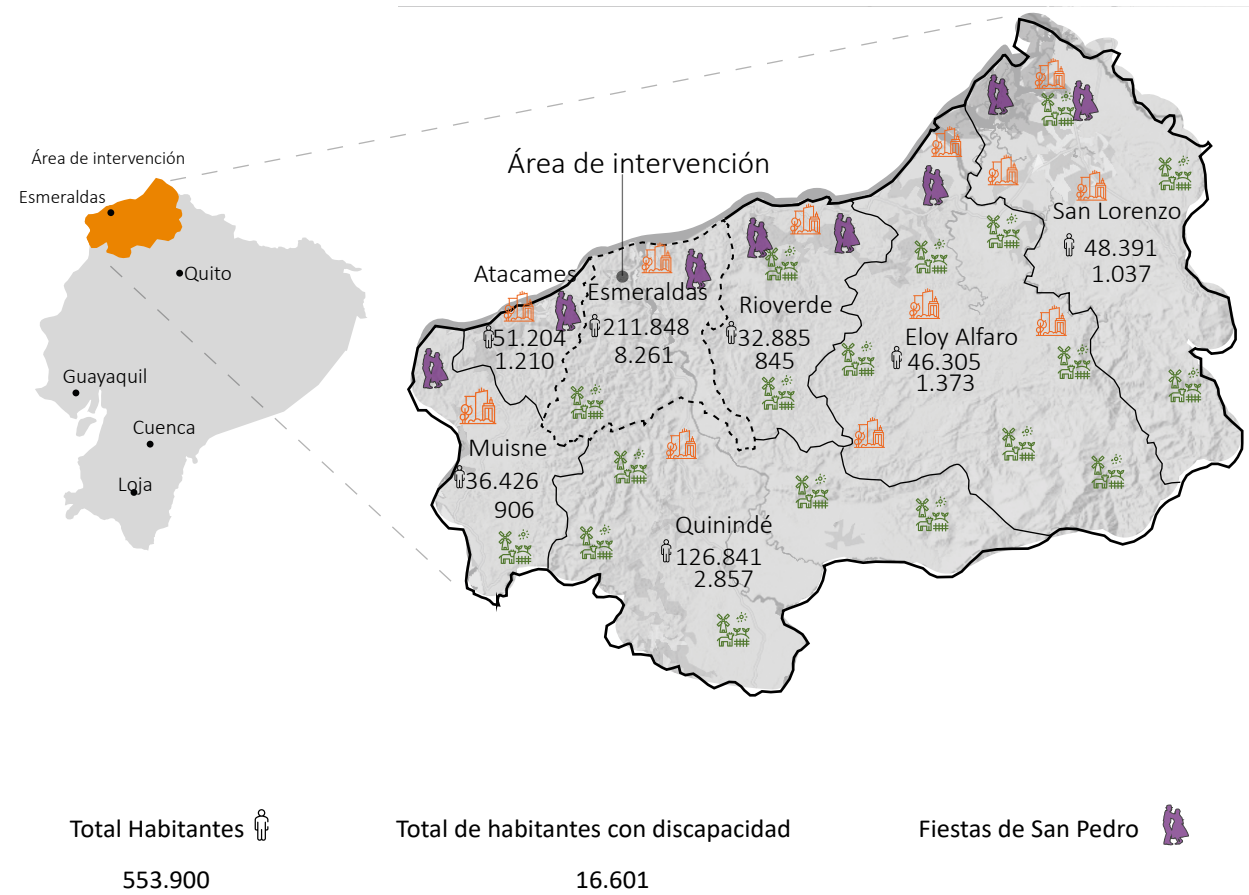 Área de intervención
Esmeraldas
Quito
Guayaquil
Cuenca
Loja
Área de intervención
Atacames
51.204
1.210
Esmeraldas
211.848
8.261
Rioverde
32.885
845
Eloy Alfaro
46.305
1.373
San Lorenzo
48.391
1.037
Muisne
36.426
906
Quinindé
126.841
2.857
Total Habitantes
553.900
Total de habitantes con discapacidad
16.601
Fiestas de San Pedro